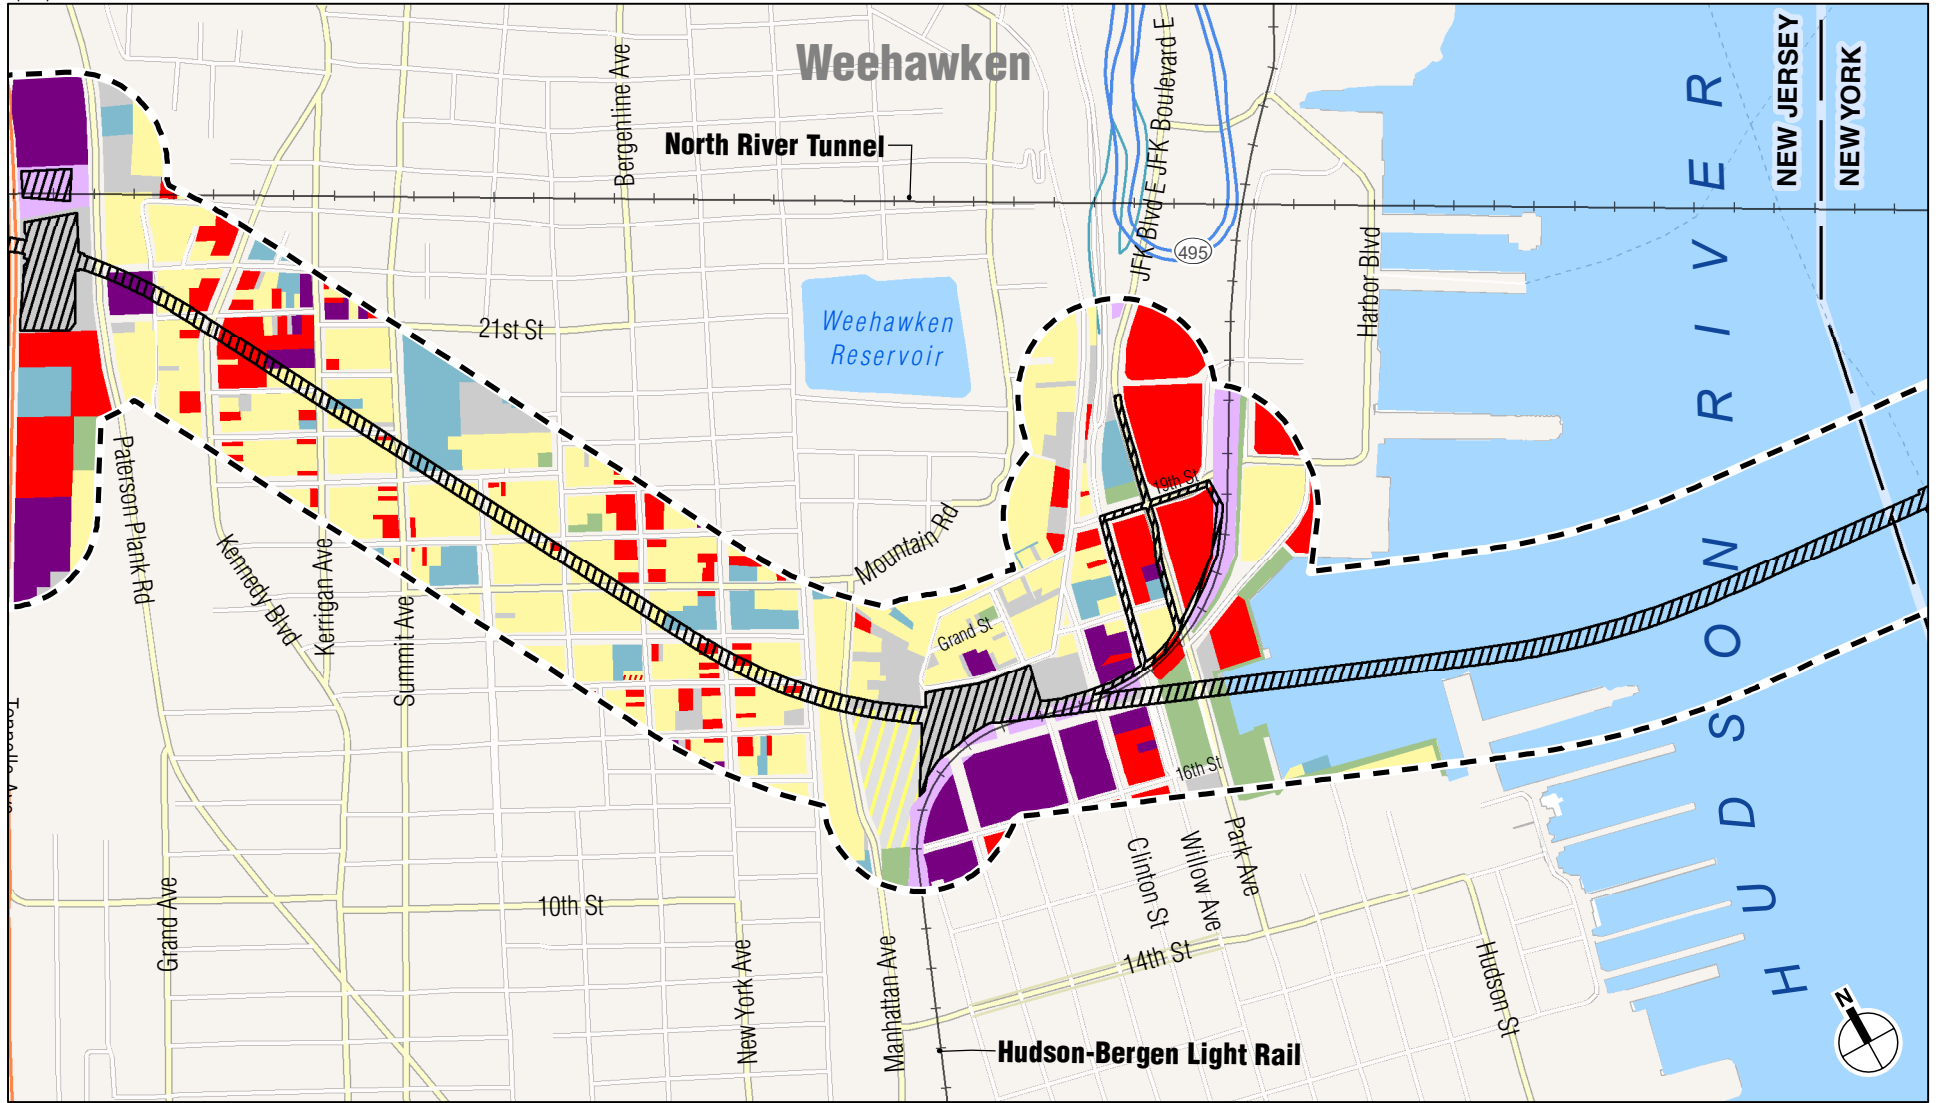 Weehawken
NEW JERSEY
NEW YORK
Bergenline Ave
JFK Boulevard E
JFK Blvd E
North River Tunnel
495
Harbor Blvd
HUDSON RIVER
21st St
Weehawken
Reservoir
19th St
Mountain Rd
Paterson Plank Rd
Kennedy Blvd
Kerrigan Ave
Summit Ave
Grand St
16th St
Grand Ave
10th St
New York Ave
Manhattan Ave
Clinton St
Willow Ave
Park Ave
14th St
Hudson St
N
Hudson-Bergen Light Rail